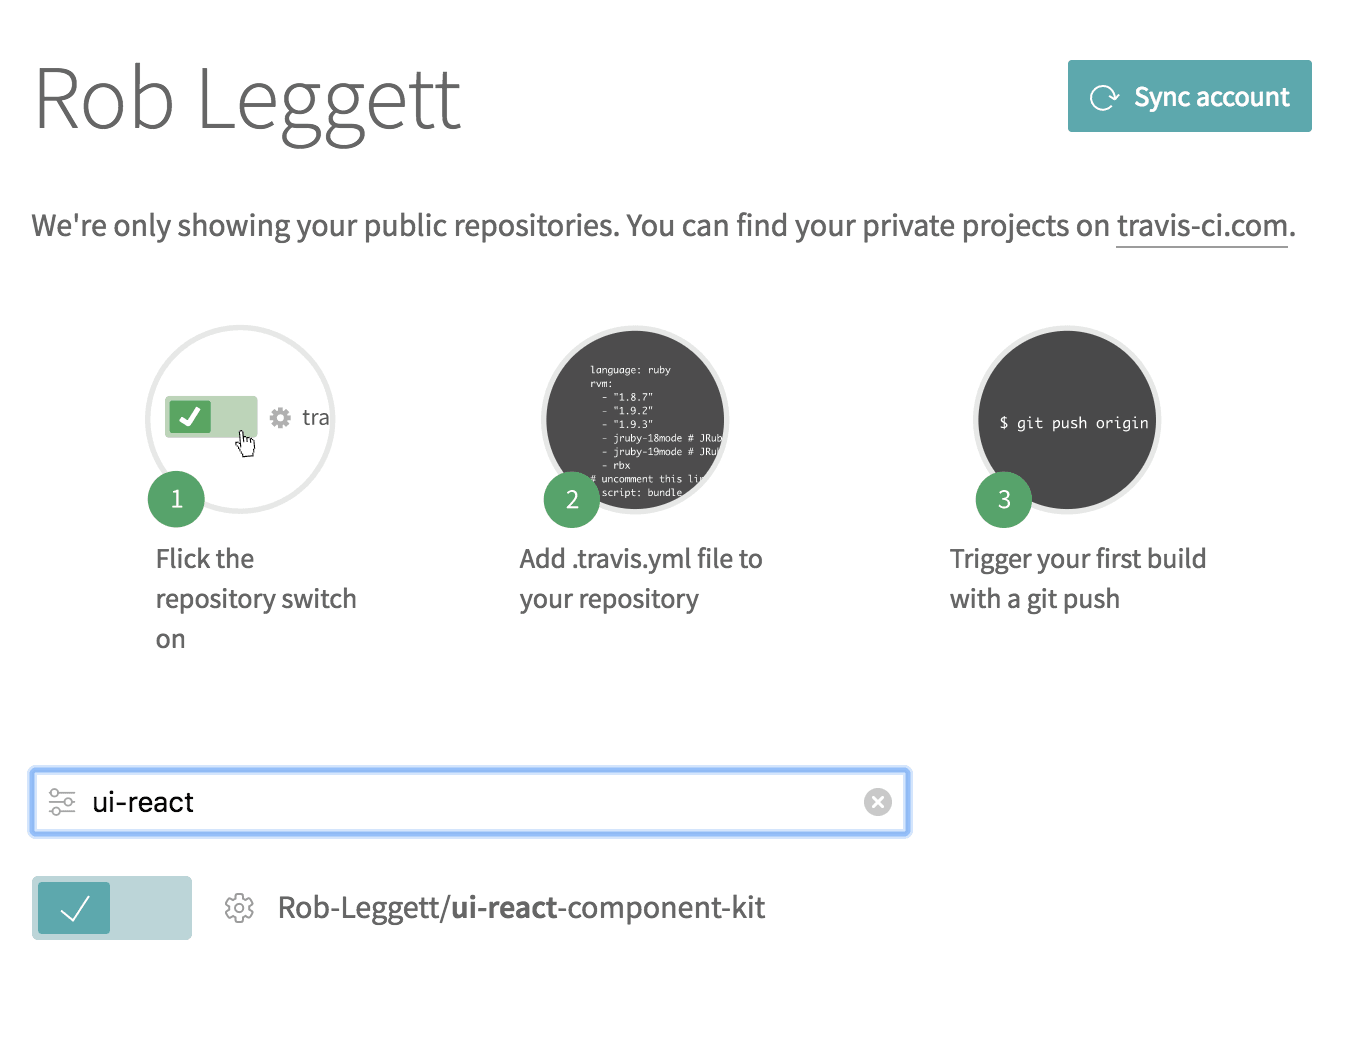 Rob Leggett
Sync account
We're only showing your public repositories. You can find your private projects on travis-ci.com.
tra
1
Flick the
repository switch
on
language: ruby
rvm:
- "1.8.7"
- "1.9.2"
- "1.9.3"
- jruby-18mode # JRub
- jruby-19mode # JRu
- rbx
# uncomment this lin
script: bundle
2
Add .travis.yml file to
your repository
$ git push origin
3
Trigger your first build
with a git push
ui-react
Rob-Leggett/ui-react-component-kit